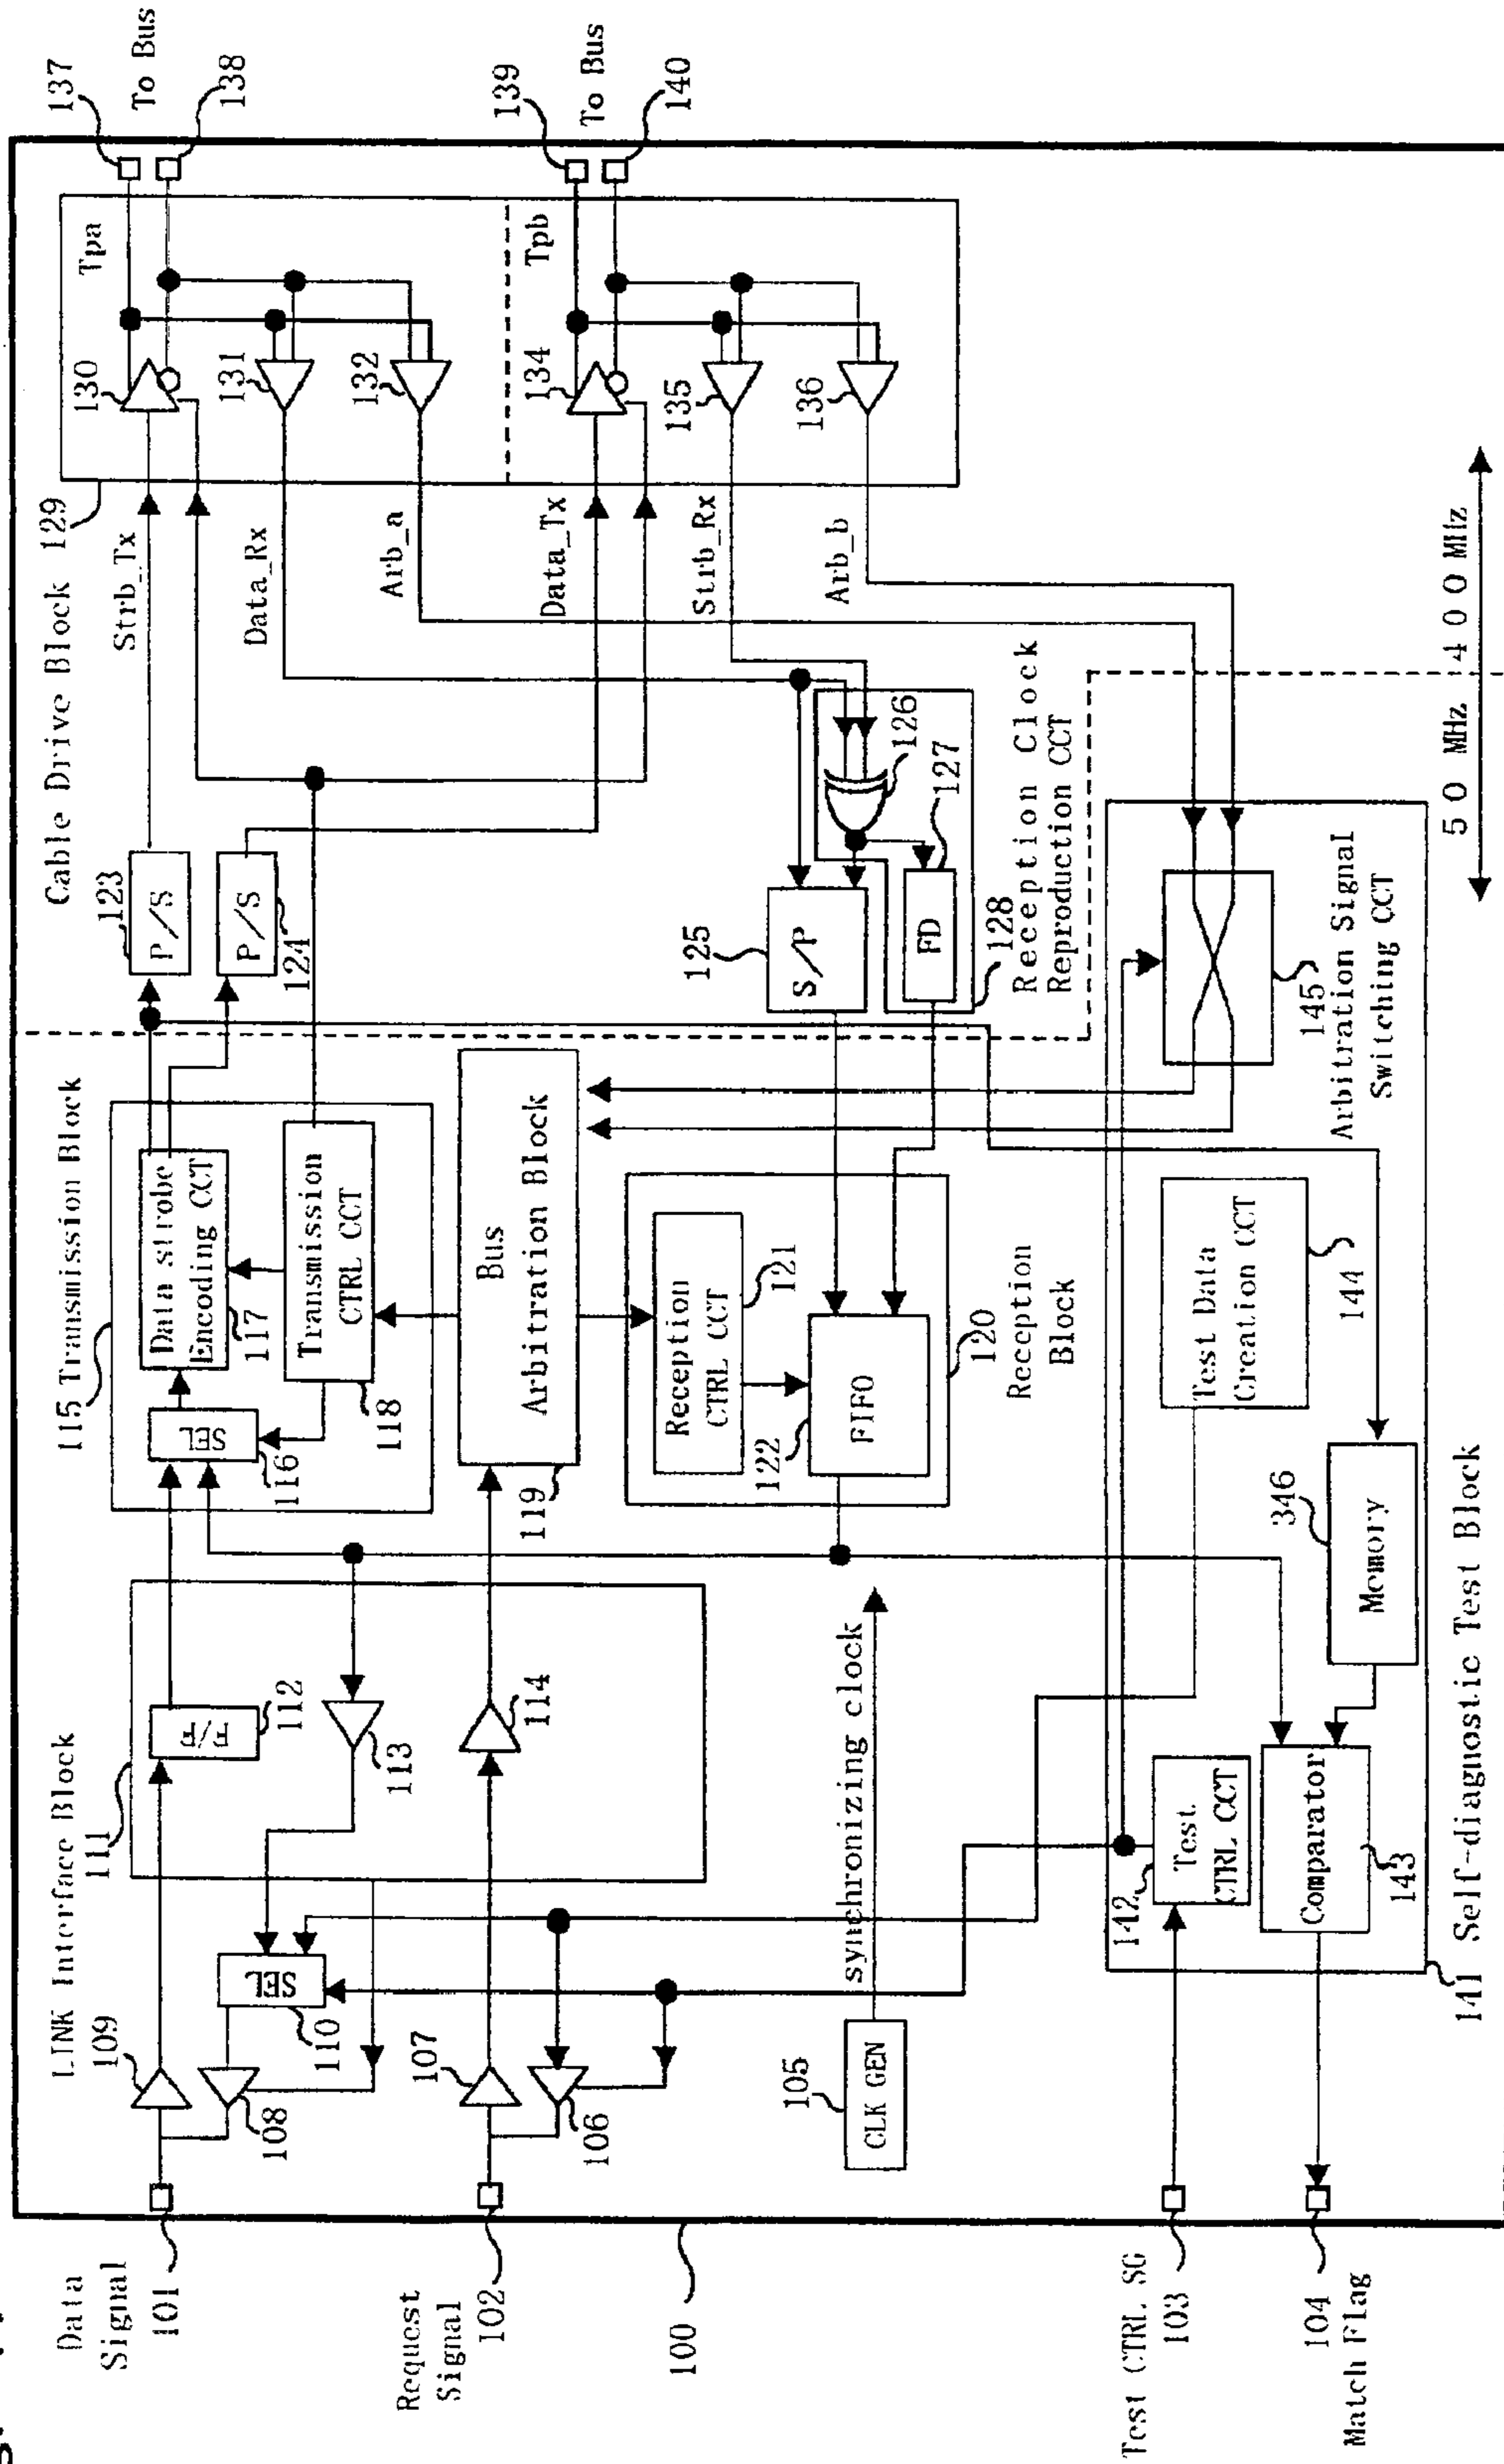 Data
Signal
101
Request
Signal
102
100
Test CTRL SG
103
104
Match Flag
LINK Interface Block
111
109
108
SEL
110
F/F
112
113
107
106
114
105
CLK GEN
synchronizing clock
115 Transmission Block
SEL
116
Data strobe
Encoding CCT
117
Transmission
CTRL CCT
118
Bus
Arbitration Block
119
Reception
CTRL CCT
121
122
FIFO
120
Reception
Block
Cable Drive Block 129
123
P/S
P/S
124
Strb_Tx
Data_Rx
Arb_a
Data_Tx
Strb_Rx
Arb_b
125
S/P
126
127
FD
128
Reception Clock
Reproduction CCT
Tpa
130
131
132
Tpb
134
135
136
137
To Bus
138
139
To Bus
140
142
Test
CTRL CCT
Comparator
143
346
Memory
Test Data
Creation CCT
144
145
Arbitration Signal
Switching CCT
141 Self-diagnostic Test Block
50 MHz 400 MHz